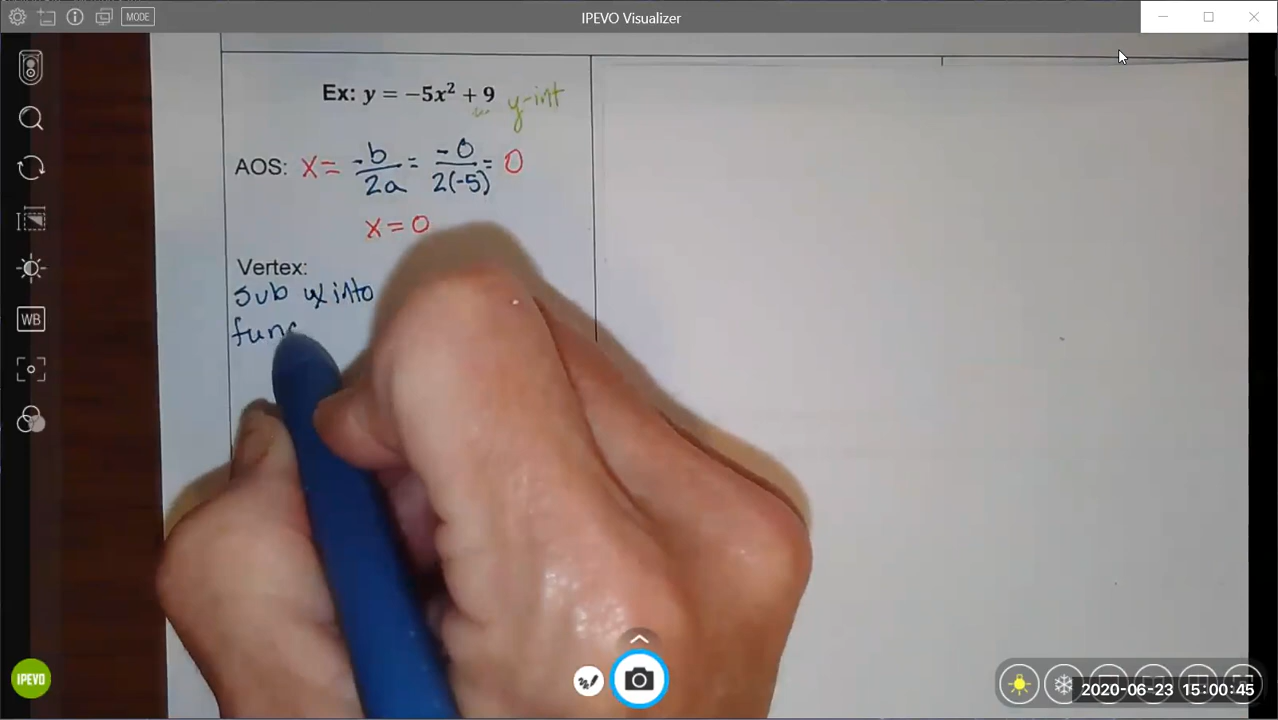 IPEVO Visualizer
MODE
Ex: y = −5x² + 9 y-int
AOS: x = -b/2a = -0/2(-5) = 0
x = 0
Vertex:
sub x into
func
WB
IPEVO
2020-06-23 15:00:45